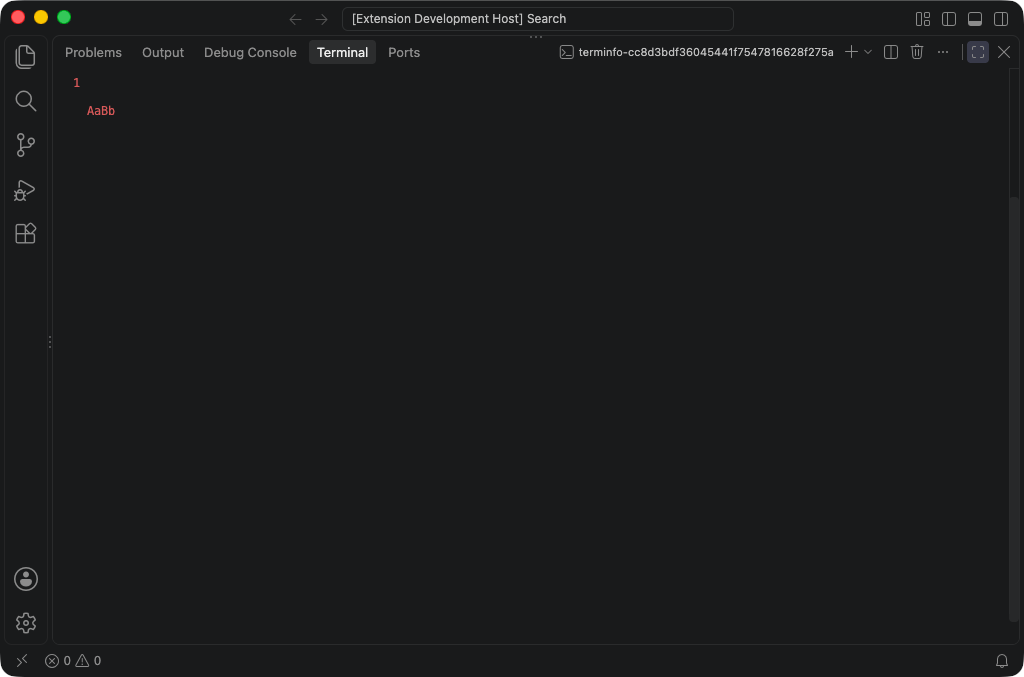 [Extension Development Host] Search
Problems Output Debug Console Terminal Ports terminfo-cc8d3bdf36045441f7547816628f275a
1
AaBb
0 0